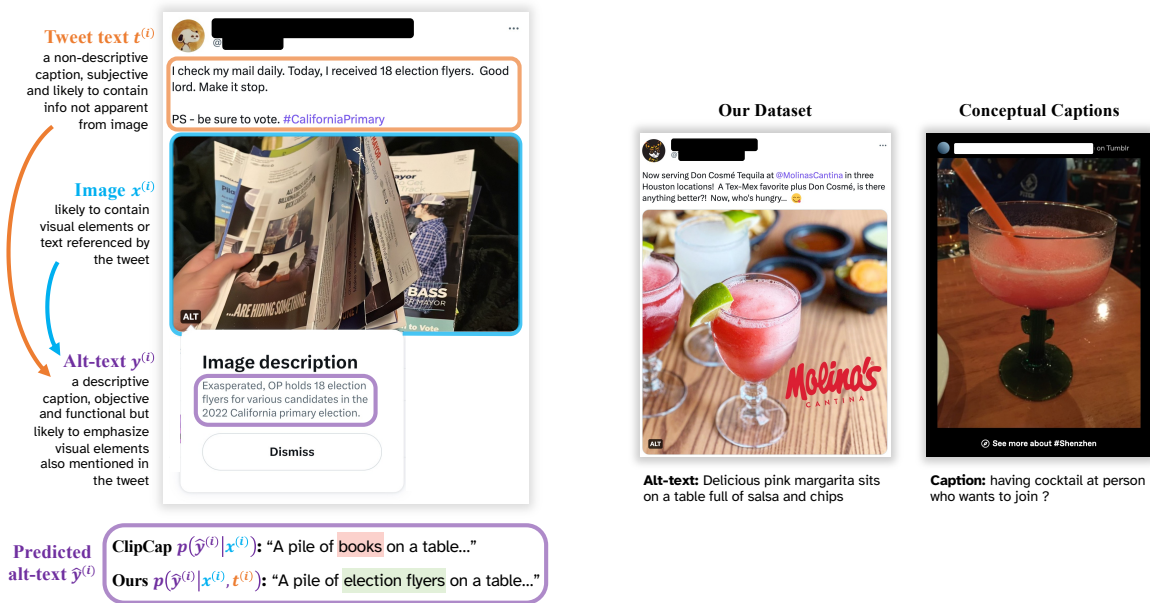 Tweet text t^(i)
a non-descriptive
caption, subjective
and likely to contain
info not apparent
from image
Image x^(i)
likely to contain
visual elements or
text referenced by
the tweet
Alt-text y^(i)
a descriptive
caption, objective
and functional but
likely to emphasize
visual elements
also mentioned in
the tweet
@
...
I check my mail daily. Today, I received 18 election flyers. Good
lord. Make it stop.
PS - be sure to vote. #CaliforniaPrimary
...ARE HIDING SOMETHING
BASS
to Vote
ALT
Image description
Exasperated, OP holds 18 election
flyers for various candidates in the
2022 California primary election.
Dismiss
Predicted
alt-text ŷ^(i)
ClipCap p(ŷ^(i)|x^(i)): “A pile of books on a table...”
Ours p(ŷ^(i)|x^(i), t^(i)): “A pile of election flyers on a table...”
Our Dataset
@
...
Now serving Don Cosmé Tequila at @MolinasCantina in three
Houston locations! A Tex-Mex favorite plus Don Cosmé, is there
anything better?! Now, who's hungry... 😋
Molina's
CANTINA
ALT
Alt-text: Delicious pink margarita sits
on a table full of salsa and chips
Conceptual Captions
on Tumblr
See more about #Shenzhen
Caption: having cocktail at person
who wants to join ?